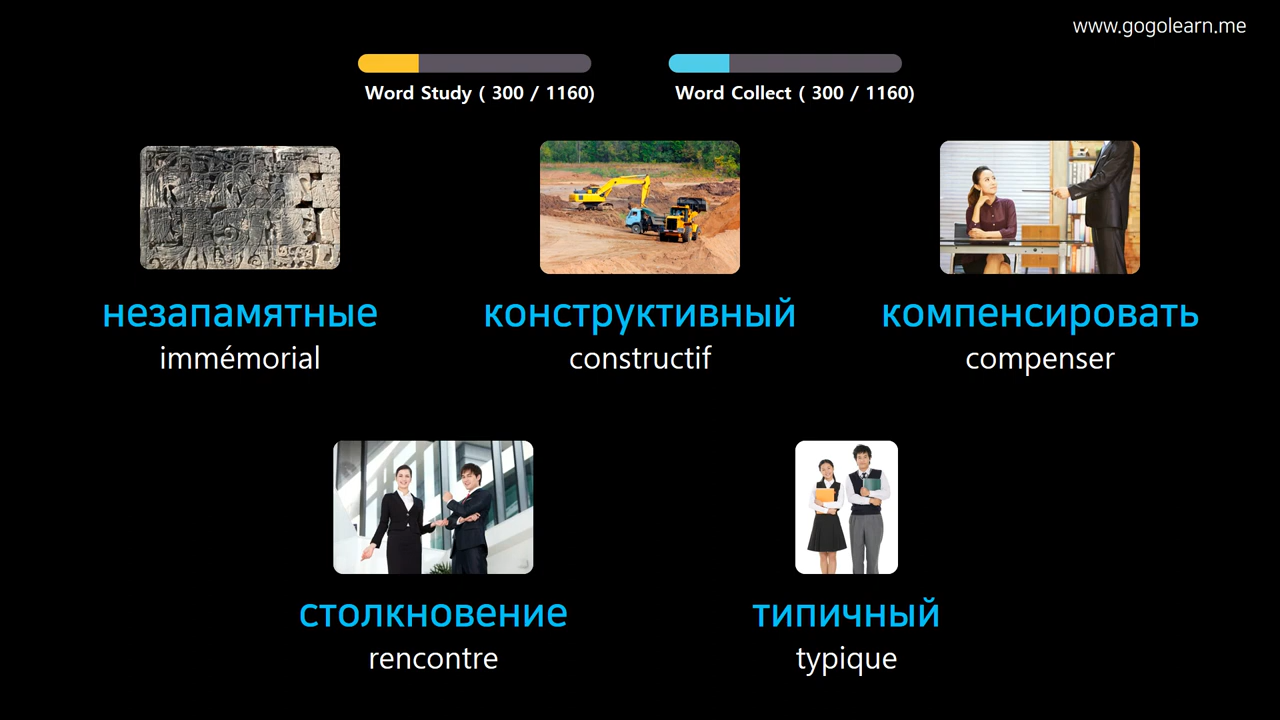 www.gogolearn.me
Word Study ( 300 / 1160)
Word Collect ( 300 / 1160)
незапамятные
immémorial
конструктивный
constructif
компенсировать
compenser
столкновение
rencontre
типичный
typique